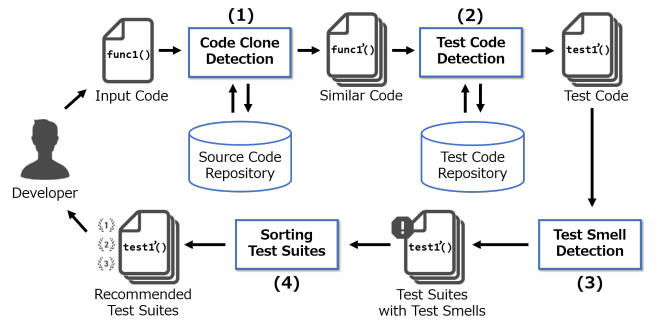 (1)
(2)
func1()
Code Clone
Detection
func1’()
Test Code
Detection
test1’()
Input Code
Similar Code
Test Code
Source Code
Repository
Test Code
Repository
Developer
1
2
3
test1’()
Sorting
Test Suites
test1’()
Test Smell
Detection
(4)
(3)
Recommended
Test Suites
Test Suites
with Test Smells